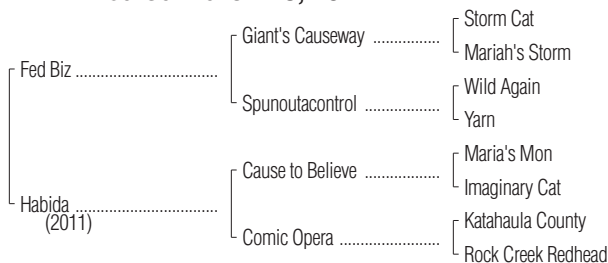 Storm Cat
Giant's Causeway ................
Mariah's Storm
Fed Biz ................................
Wild Again
Spunoutacontrol .................
Yarn
Maria's Mon
Cause to Believe .................
Imaginary Cat
Habida ................................
(2011)
Katahaula County
Comic Opera .......................
Rock Creek Redhead